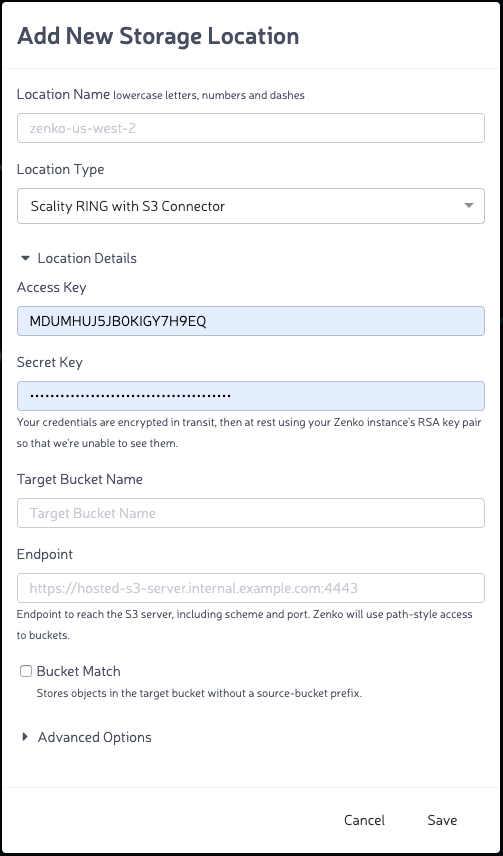 Add New Storage Location
Location Name lowercase letters, numbers and dashes
zenko-us-west-2
Location Type
Scality RING with S3 Connector
Location Details
Access Key
MDUMHUJ5JB0KIGY7H9EQ
Secret Key
••••••••••••••••••••••••••••••••••••••••
Your credentials are encrypted in transit, then at rest using your Zenko instance's RSA key pair
so that we're unable to see them.
Target Bucket Name
Target Bucket Name
Endpoint
https://hosted-s3-server.internal.example.com:4443
Endpoint to reach the S3 server, including scheme and port. Zenko will use path-style access
to buckets.
Bucket Match
Stores objects in the target bucket without a source-bucket prefix.
Advanced Options
Cancel Save